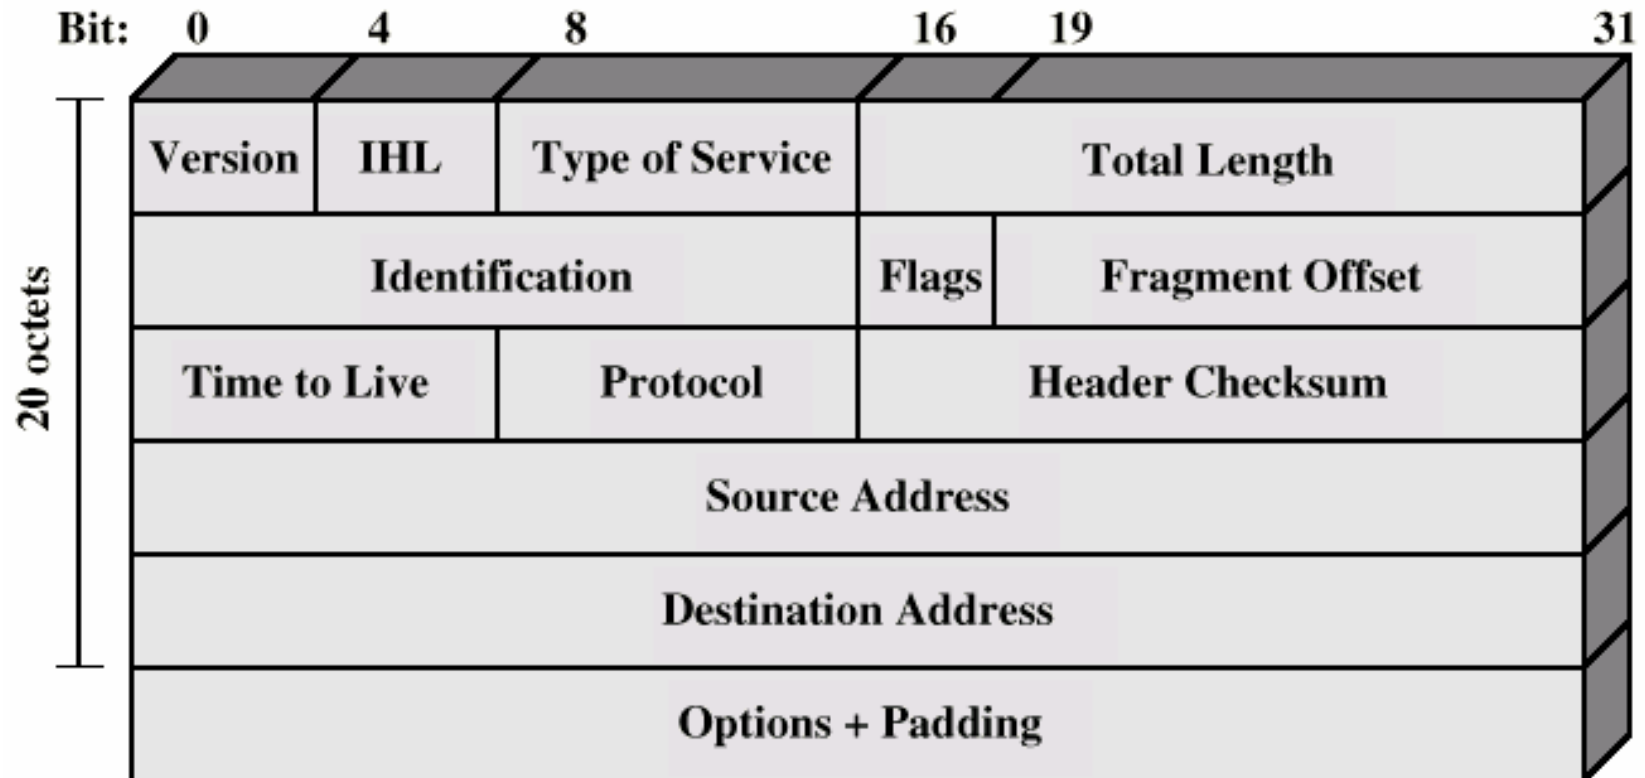 Bit: 0 4 8 16 19 31
Version IHL Type of Service Total Length
Identification Flags Fragment Offset
20 octets
Time to Live Protocol Header Checksum
Source Address
Destination Address
Options + Padding